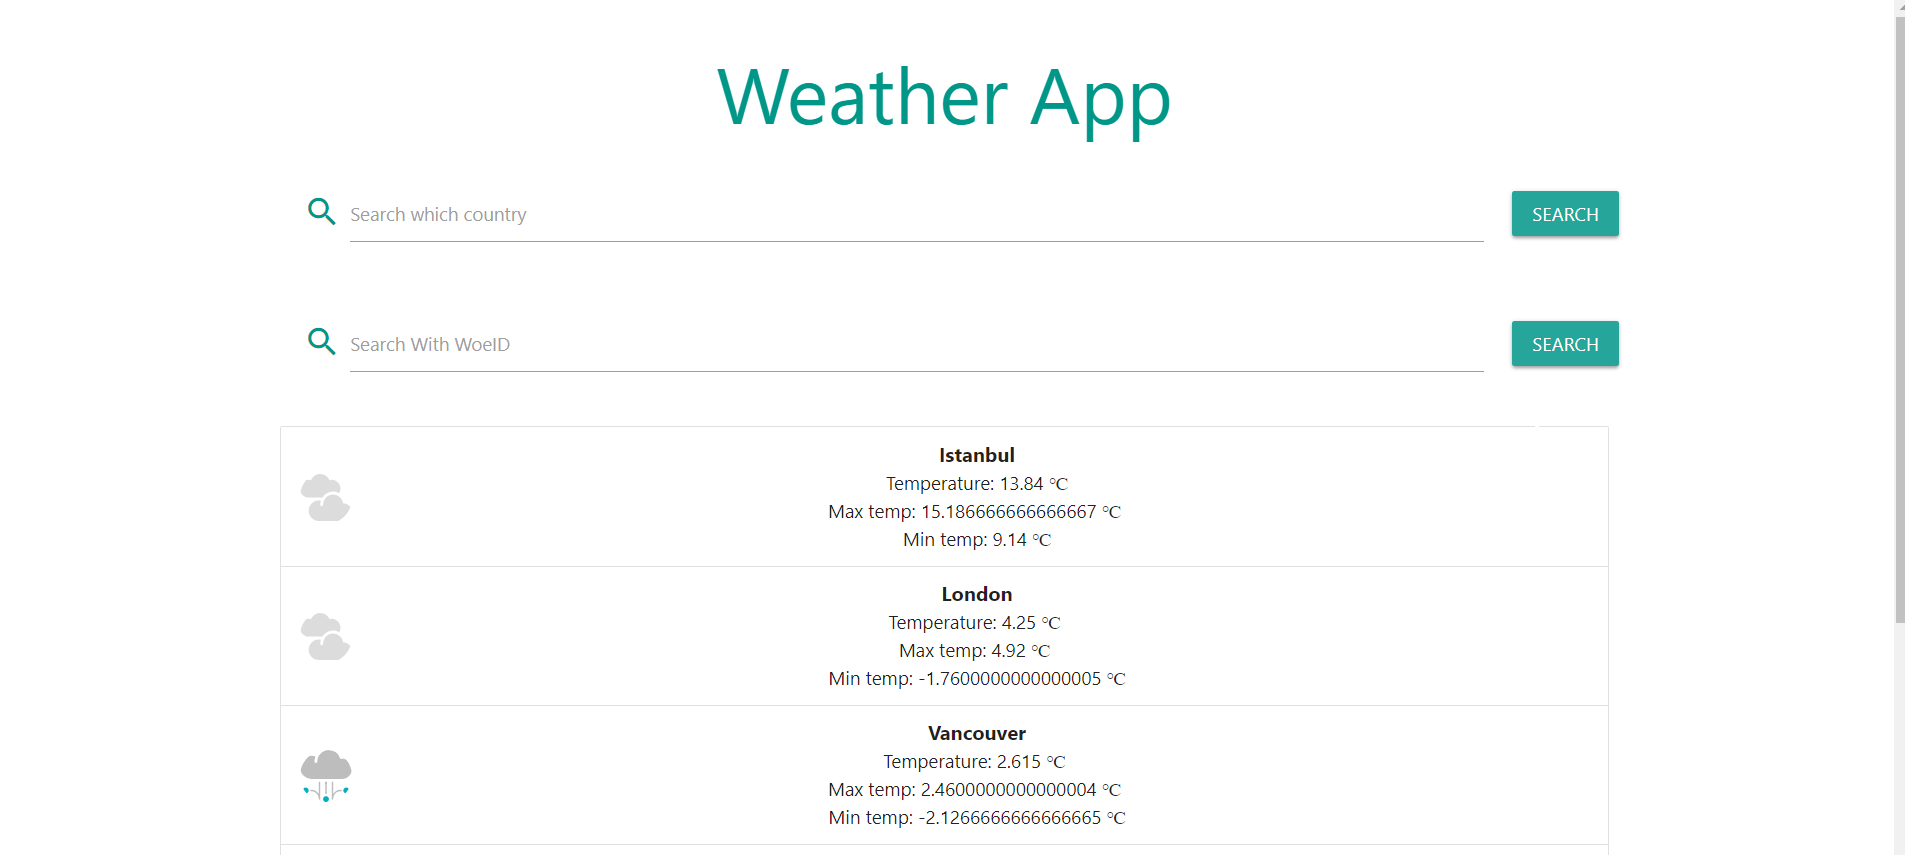 Weather App
Search which country
SEARCH
Search With WoeID
SEARCH
Istanbul
Temperature: 13.84 °C
Max temp: 15.186666666666667 °C
Min temp: 9.14 °C
London
Temperature: 4.25 °C
Max temp: 4.92 °C
Min temp: -1.7600000000000005 °C
Vancouver
Temperature: 2.615 °C
Max temp: 2.4600000000000004 °C
Min temp: -2.1266666666666665 °C